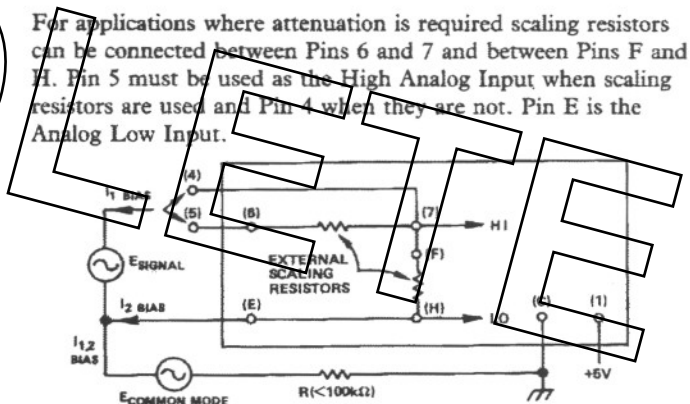 For applications where attenuation is required scaling resistors
can be connected between Pins 6 and 7 and between Pins F and
H. Pin 5 must be used as the High Analog Input when scaling
resistors are used and Pin 4 when they are not. Pin E is the
Analog Low Input.
LETE
(4)
I1 BIAS
(5) (6) (7) HI
(F)
ESIGNAL
EXTERNAL
SCALING
RESISTORS
I2 BIAS (E) (H) LO (1)
I1,2
BIAS
+5V
ECOMMON MODE R(<100kΩ)